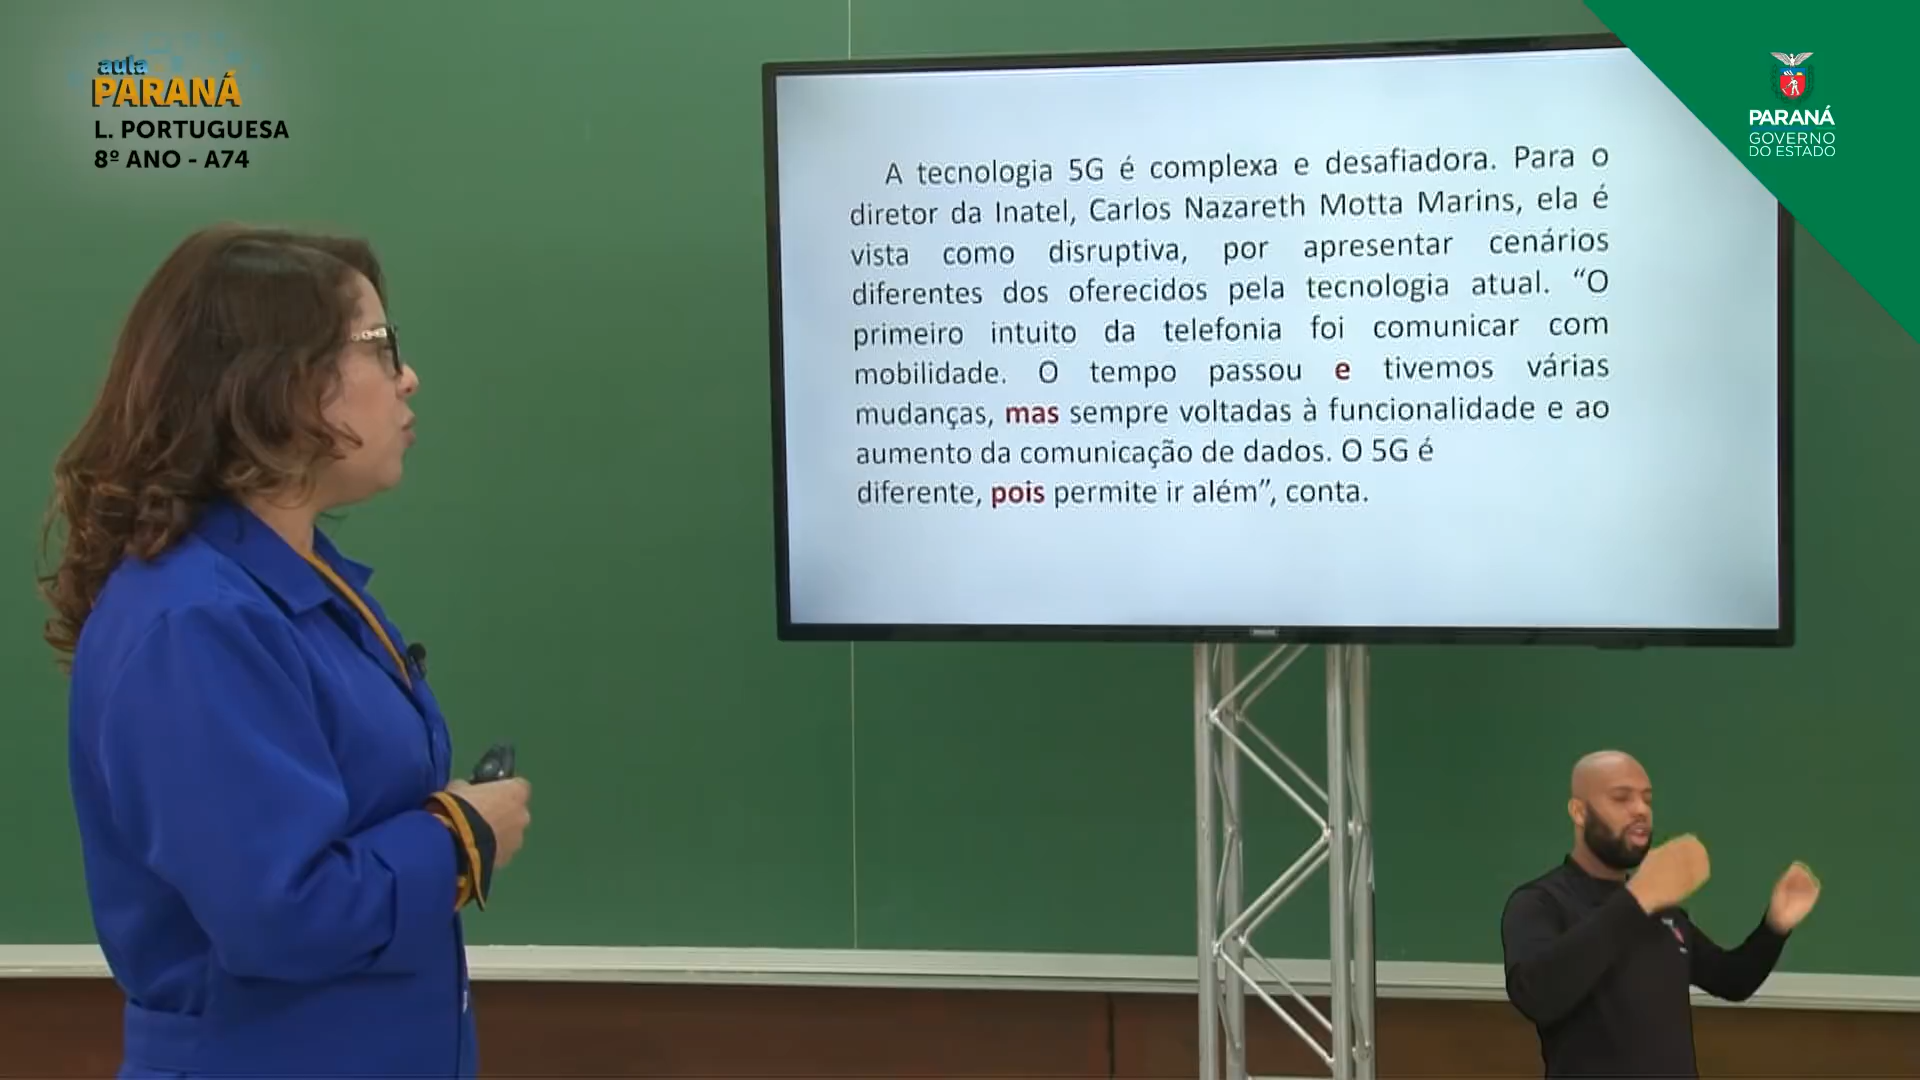 aula
PARANÁ
L. PORTUGUESA
8º ANO - A74
A tecnologia 5G é complexa e desafiadora. Para o
diretor da Inatel, Carlos Nazareth Motta Marins, ela é
vista como disruptiva, por apresentar cenários
diferentes dos oferecidos pela tecnologia atual. “O
primeiro intuito da telefonia foi comunicar com
mobilidade. O tempo passou e tivemos várias
mudanças, mas sempre voltadas à funcionalidade e ao
aumento da comunicação de dados. O 5G é
diferente, pois permite ir além”, conta.
PARANÁ
GOVERNO
DO ESTADO